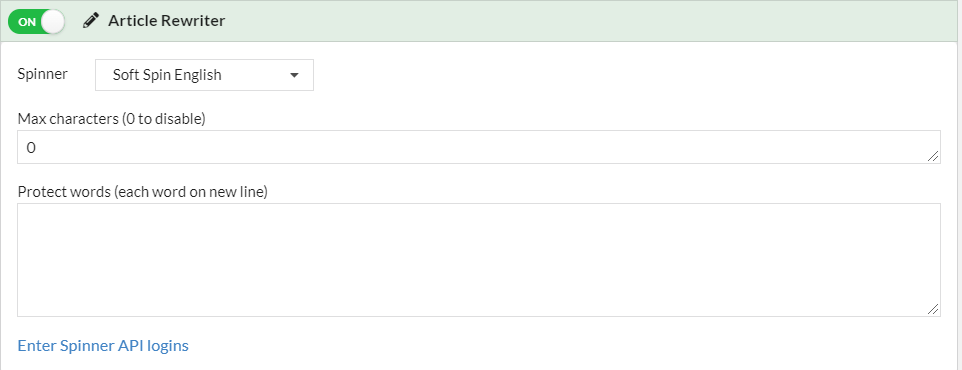 ON Article Rewriter
Spinner Soft Spin English
Max characters (0 to disable)
0
Protect words (each word on new line)
Enter Spinner API logins